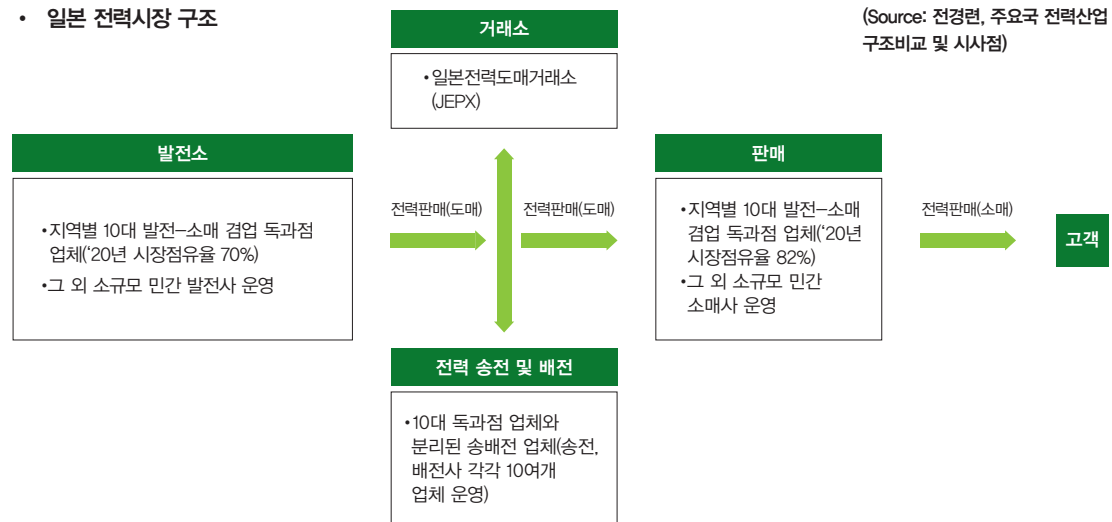 • 일본 전력시장 구조
(Source: 전경련, 주요국 전력산업
구조비교 및 시사점)
거래소
•일본전력도매거래소
(JEPX)
발전소
•지역별 10대 발전–소매 겸업 독과점
업체(‘20년 시장점유율 70%)
•그 외 소규모 민간 발전사 운영
전력판매(도매)
전력판매(도매)
판매
•지역별 10대 발전–소매
겸업 독과점 업체(‘20년
시장점유율 82%)
•그 외 소규모 민간
소매사 운영
전력판매(소매)
고객
전력 송전 및 배전
•10대 독과점 업체와
분리된 송배전 업체(송전,
배전사 각각 10여개
업체 운영)